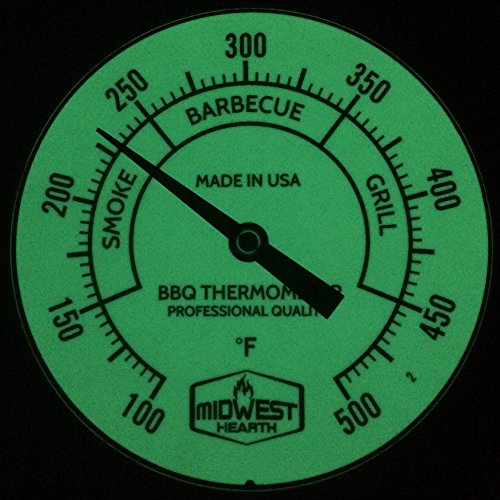 300
250
350
BARBECUE
200
400
SMOKE
MADE IN USA
GRILL
BBQ THERMOMETER
PROFESSIONAL QUALITY
150
450
°F
100
500
2
MIDWEST
HEARTH